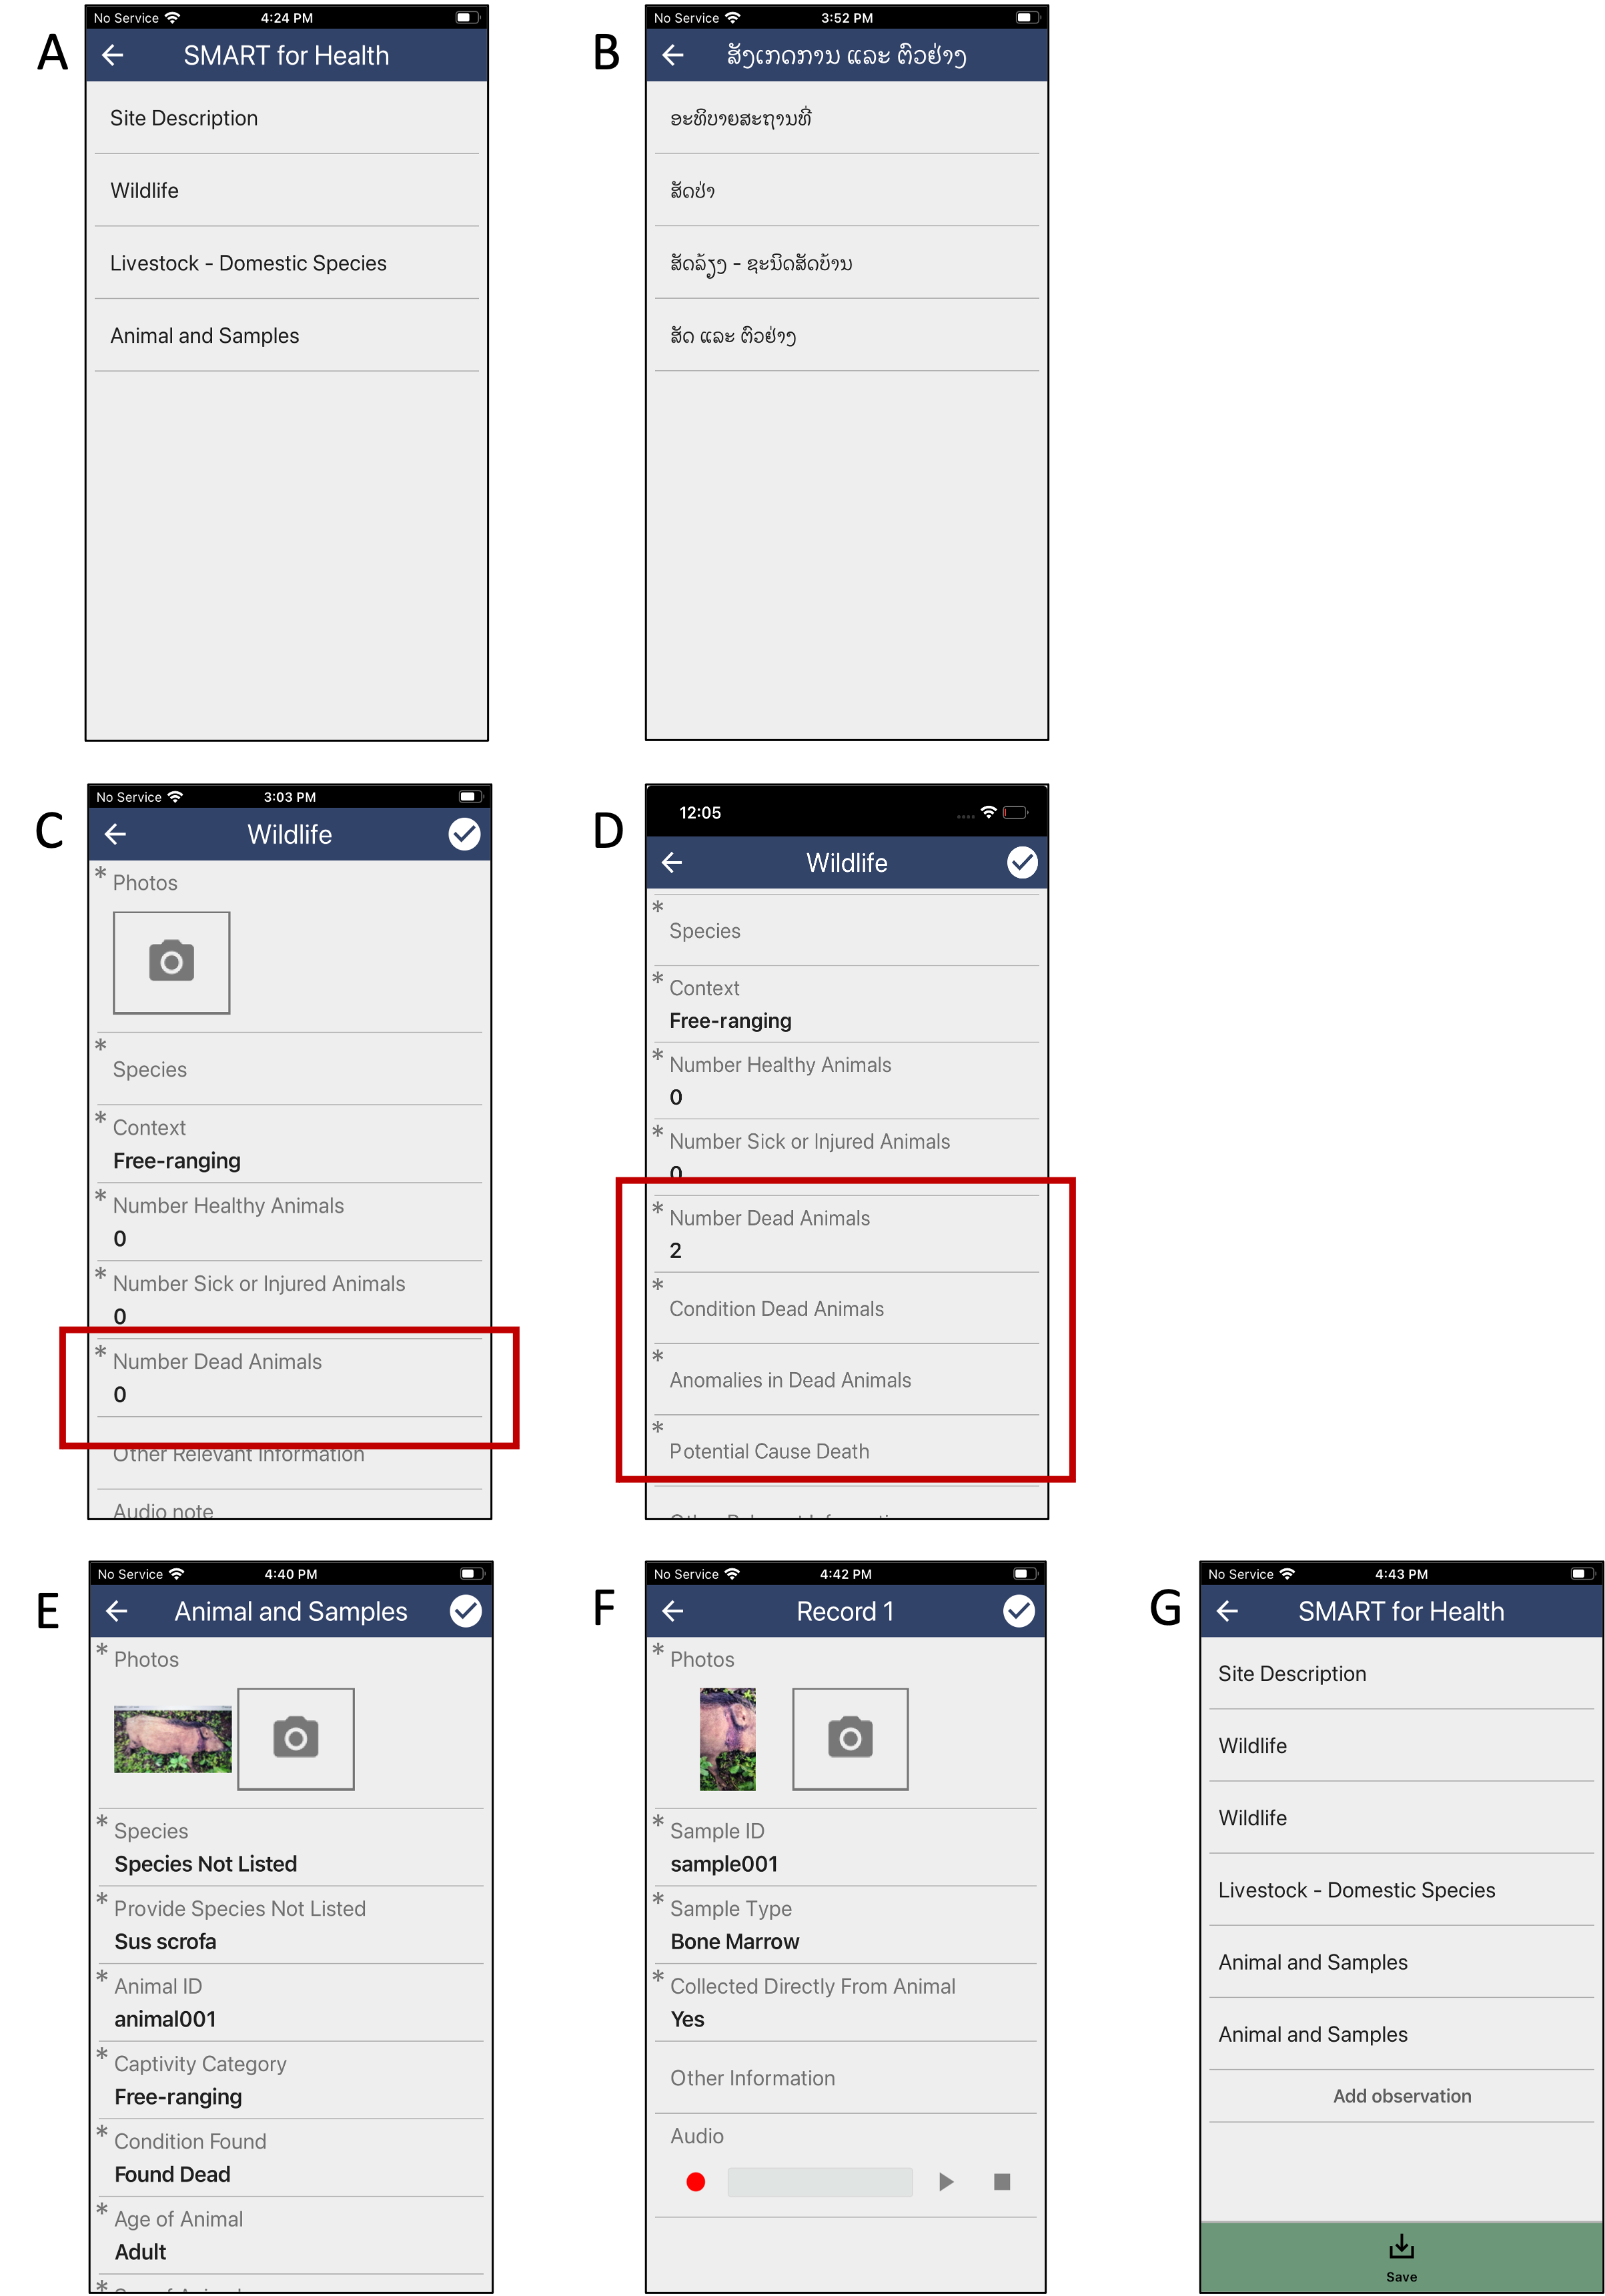 A
No Service 4:24 PM
SMART for Health
Site Description
Wildlife
Livestock - Domestic Species
Animal and Samples
B
No Service 3:52 PM
ສັງເກດການ ແລະ ຕົວຢ່າງ
ອະທິບາຍສະຖານທີ່
ສັດປ່າ
ສັດລ້ຽງ - ຊະນິດສັດບ້ານ
ສັດ ແລະ ຕົວຢ່າງ
C
No Service 3:03 PM
Wildlife
* Photos
* Species
* Context
Free-ranging
* Number Healthy Animals
0
* Number Sick or Injured Animals
0
* Number Dead Animals
0
Other Relevant Information
Audio note
D
12:05
Wildlife
* Species
* Context
Free-ranging
* Number Healthy Animals
0
* Number Sick or Injured Animals
0
* Number Dead Animals
2
* Condition Dead Animals
* Anomalies in Dead Animals
* Potential Cause Death
E
No Service 4:40 PM
Animal and Samples
* Photos
* Species
Species Not Listed
* Provide Species Not Listed
Sus scrofa
* Animal ID
animal001
* Captivity Category
Free-ranging
* Condition Found
Found Dead
* Age of Animal
Adult
*
F
No Service 4:42 PM
Record 1
* Photos
* Sample ID
sample001
* Sample Type
Bone Marrow
* Collected Directly From Animal
Yes
Other Information
Audio
G
No Service 4:43 PM
SMART for Health
Site Description
Wildlife
Wildlife
Livestock - Domestic Species
Animal and Samples
Animal and Samples
Add observation
Save